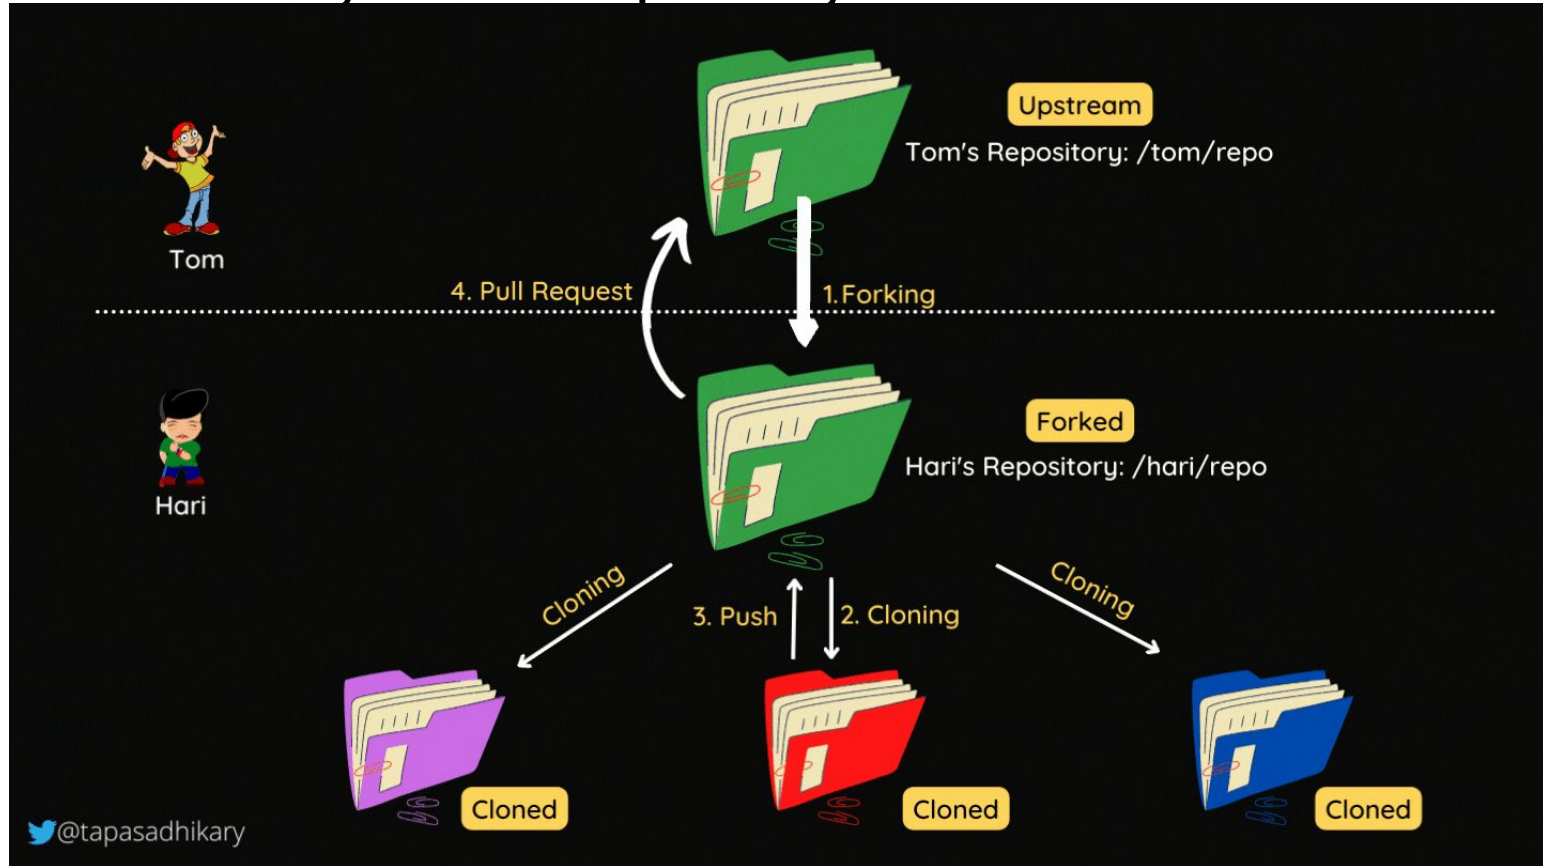 Upstream
Tom's Repository: /tom/repo
Tom
4. Pull Request
1.Forking
Forked
Hari's Repository: /hari/repo
Hari
Cloning
3. Push
2. Cloning
Cloning
Cloned
Cloned
Cloned
@tapasadhikary